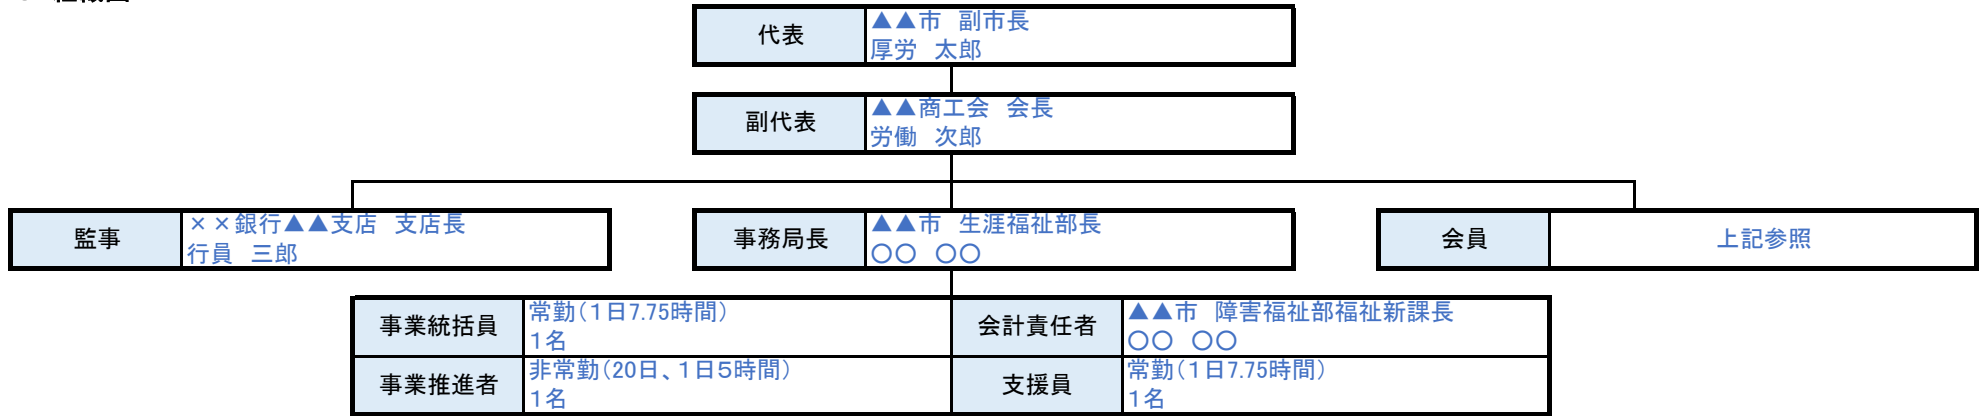 代表
▲▲市　副市長
厚労　太郎
副代表
▲▲商工会　会長
労働　次郎
監事
××銀行▲▲支店　支店長
行員　三郎
事務局長
▲▲市　生涯福祉部長
○○　○○
会員
上記参照
事業統括員
常勤（１日7.75時間）
１名
会計責任者
▲▲市　障害福祉部福祉新課長
○○　○○
事業推進者
非常勤（20日、１日５時間）
１名
支援員
常勤（１日7.75時間）
１名